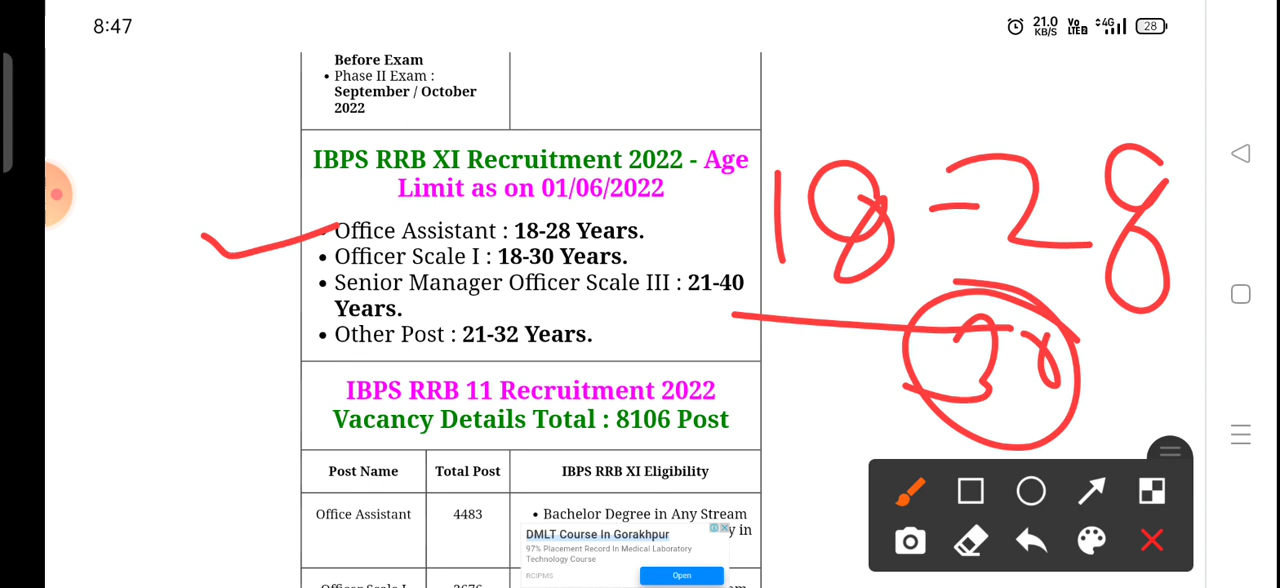 8:47
21.0
KB/S
Vo
LTE2
4G
28
Before Exam
• Phase II Exam :
September / October
2022
IBPS RRB XI Recruitment 2022 - Age
Limit as on 01/06/2022
• Office Assistant : 18-28 Years.
• Officer Scale I : 18-30 Years.
• Senior Manager Officer Scale III : 21-40
Years.
• Other Post : 21-32 Years.
18-28
IBPS RRB 11 Recruitment 2022
Vacancy Details Total : 8106 Post
Post Name Total Post IBPS RRB XI Eligibility
Office Assistant 4483 • Bachelor Degree in Any Stream
y in
DMLT Course In Gorakhpur
97% Placement Record In Medical Laboratory
Technology Course
RCIPMS
Open